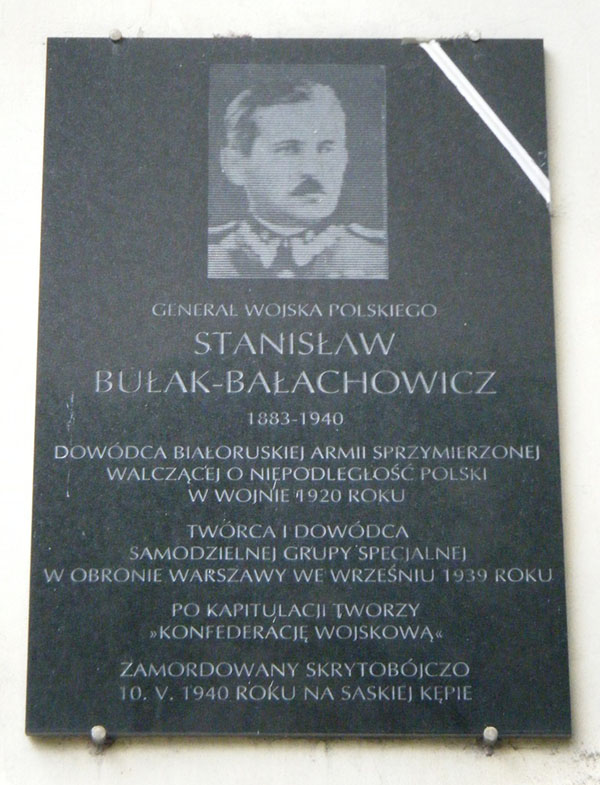 GENERAŁ WOJSKA POLSKIEGO
STANISŁAW
BUŁAK-BAŁACHOWICZ
1883-1940
DOWÓDCA BIAŁORUSKIEJ ARMII SPRZYMIERZONEJ
WALCZĄCEJ O NIEPODLEGŁOŚĆ POLSKI
W WOJNIE 1920 ROKU
TWÓRCA I DOWÓDCA
SAMODZIELNEJ GRUPY SPECJALNEJ
W OBRONIE WARSZAWY WE WRZEŚNIU 1939 ROKU
PO KAPITULACJI TWORZY
»KONFEDERACJĘ WOJSKOWĄ«
ZAMORDOWANY SKRYTOBÓJCZO
10. V. 1940 ROKU NA SASKIEJ KĘPIE